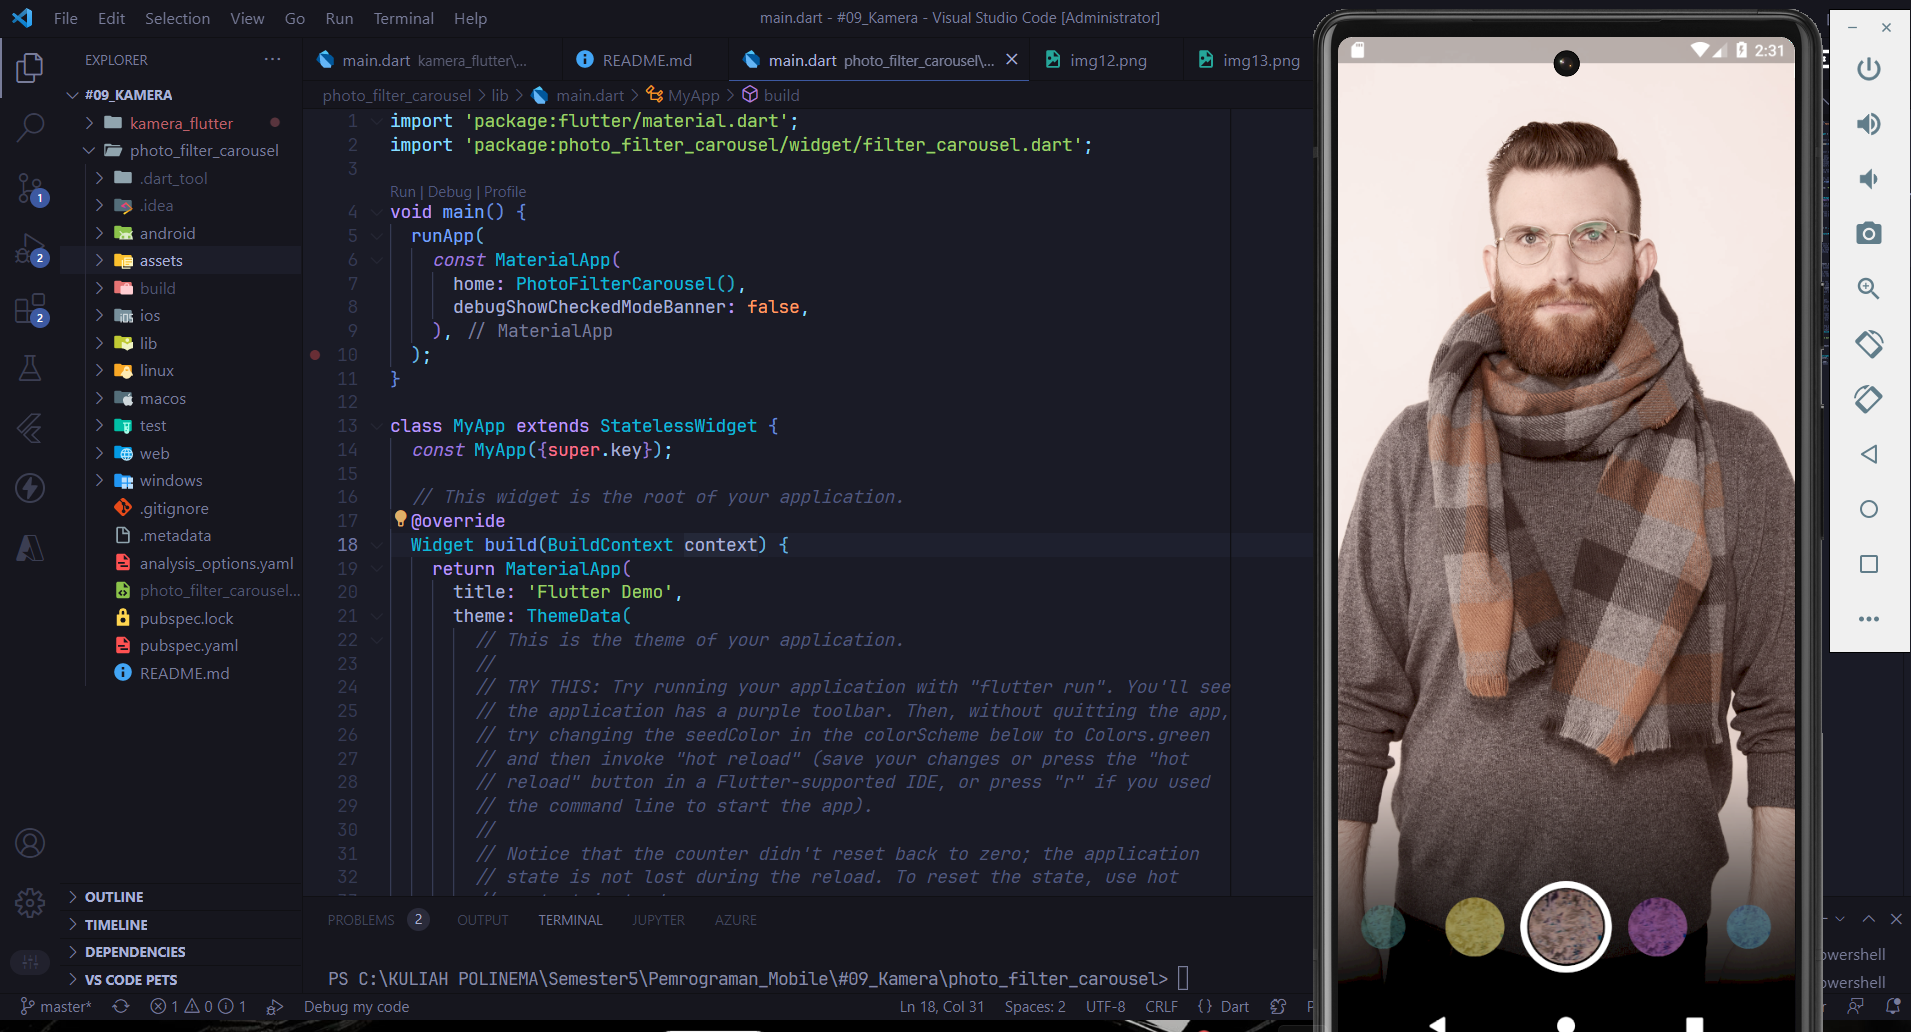 File Edit Selection View Go Run Terminal Help
main.dart - #09_Kamera - Visual Studio Code [Administrator]
EXPLORER
#09_KAMERA
kamera_flutter
photo_filter_carousel
.dart_tool
.idea
android
assets
build
ios
lib
linux
macos
test
web
windows
.gitignore
.metadata
analysis_options.yaml
photo_filter_carousel...
pubspec.lock
pubspec.yaml
README.md
OUTLINE
TIMELINE
DEPENDENCIES
VS CODE PETS
1
2
2
main.dart kamera_flutter\...
README.md
main.dart photo_filter_carousel\...
img12.png
img13.png
photo_filter_carousel > lib > main.dart > MyApp > build
1 import 'package:flutter/material.dart';
2 import 'package:photo_filter_carousel/widget/filter_carousel.dart';
3
Run | Debug | Profile
4 void main() {
5 runApp(
6 const MaterialApp(
7 home: PhotoFilterCarousel(),
8 debugShowCheckedModeBanner: false,
9 ), // MaterialApp
10 );
11 }
12
13 class MyApp extends StatelessWidget {
14 const MyApp({super.key});
15
16 // This widget is the root of your application.
17 @override
18 Widget build(BuildContext context) {
19 return MaterialApp(
20 title: 'Flutter Demo',
21 theme: ThemeData(
22 // This is the theme of your application.
23 //
24 // TRY THIS: Try running your application with "flutter run". You'll see
25 // the application has a purple toolbar. Then, without quitting the app,
26 // try changing the seedColor in the colorScheme below to Colors.green
27 // and then invoke "hot reload" (save your changes or press the "hot
28 // reload" button in a Flutter-supported IDE, or press "r" if you used
29 // the command line to start the app).
30 //
31 // Notice that the counter didn't reset back to zero; the application
32 // state is not lost during the reload. To reset the state, use hot
PROBLEMS 2 OUTPUT TERMINAL JUPYTER AZURE
PS C:\KULIAH POLINEMA\Semester5\Pemrograman_Mobile\#09_Kamera\photo_filter_carousel>
owershell
owershell
master* 1 0 1 Debug my code
Ln 18, Col 31 Spaces: 2 UTF-8 CRLF {} Dart
2:31